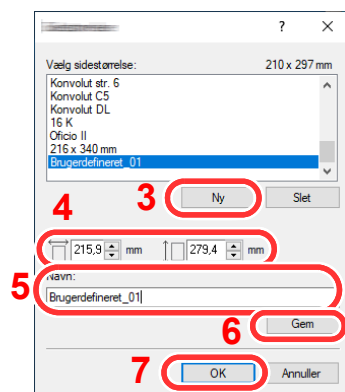 ?
Vælg sidestørrelse: 210 x 297 mm
Konvolut str. 6
Konvolut C5
Konvolut DL
16 K
Oficio II
216 x 340 mm
Brugerdefineret_01
3 Ny Slet
4
215,9 mm 279,4 mm
5 Navn:
Brugerdefineret_01
6 Gem
7 OK Annuller